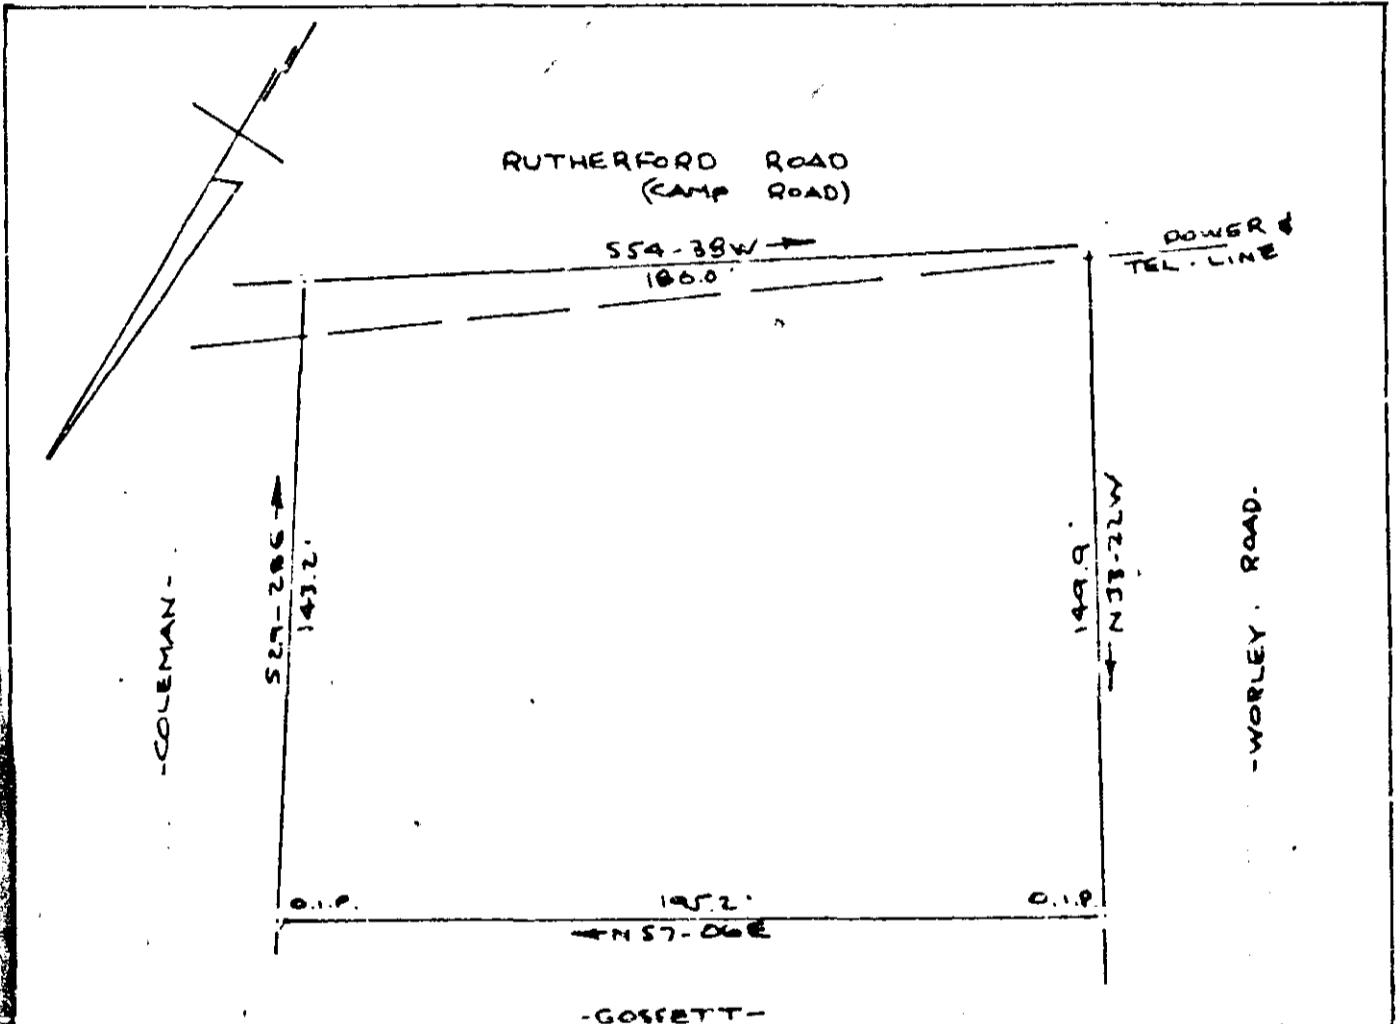 RUTHERFORD ROAD
(CAMP ROAD)
S54-38W
186.0'
POWER &
TEL. LINE
S29-28E
143.2'
149.9'
N33-22W
-COLEMAN-
-WORLEY ROAD-
O.I.P.
195.2'
O.I.P.
N57-06E
-GOSSETT-